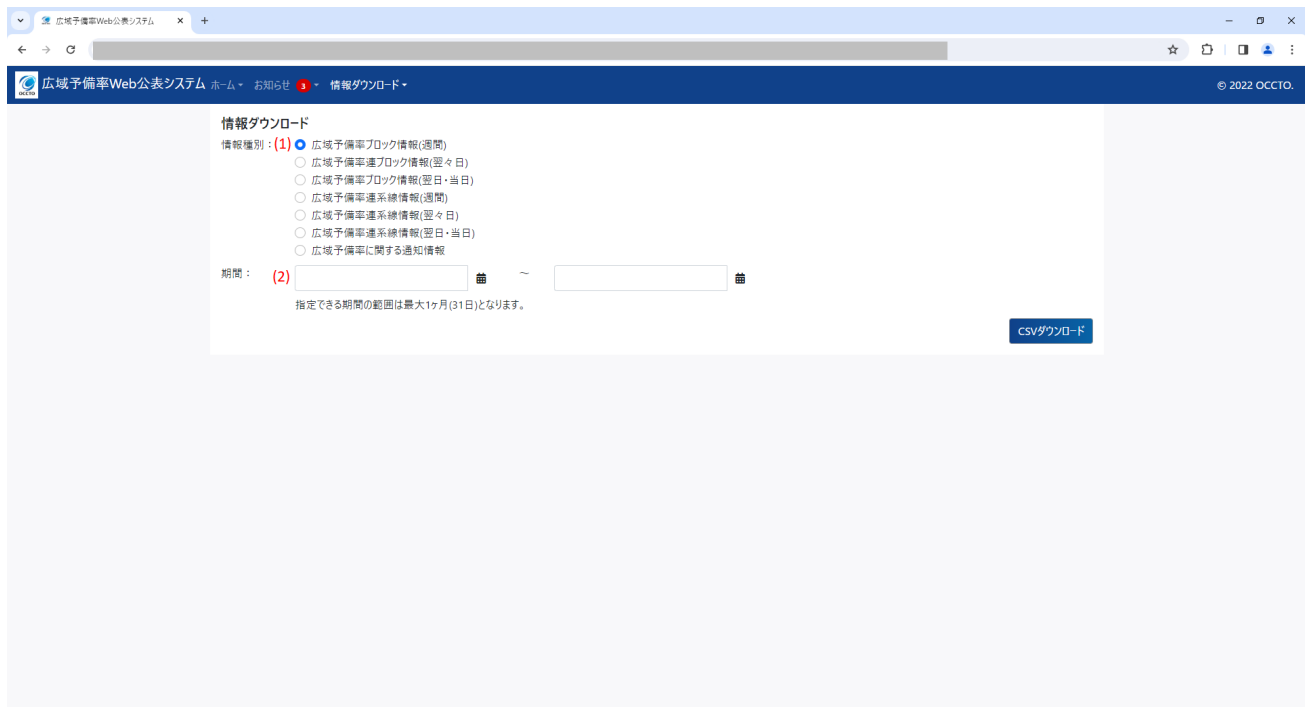 広域予備率Web公表システム
OCCTO 広域予備率Web公表システム ホーム お知らせ 3 情報ダウンロード © 2022 OCCTO.
情報ダウンロード
情報種別：(1) 広域予備率ブロック情報(週間)
広域予備率連ブロック情報(翌々日)
広域予備率ブロック情報(翌日・当日)
広域予備率連系線情報(週間)
広域予備率連系線情報(翌々日)
広域予備率連系線情報(翌日・当日)
広域予備率に関する通知情報
期間： (2) ～
指定できる期間の範囲は最大1ヶ月(31日)となります。
CSVダウンロード